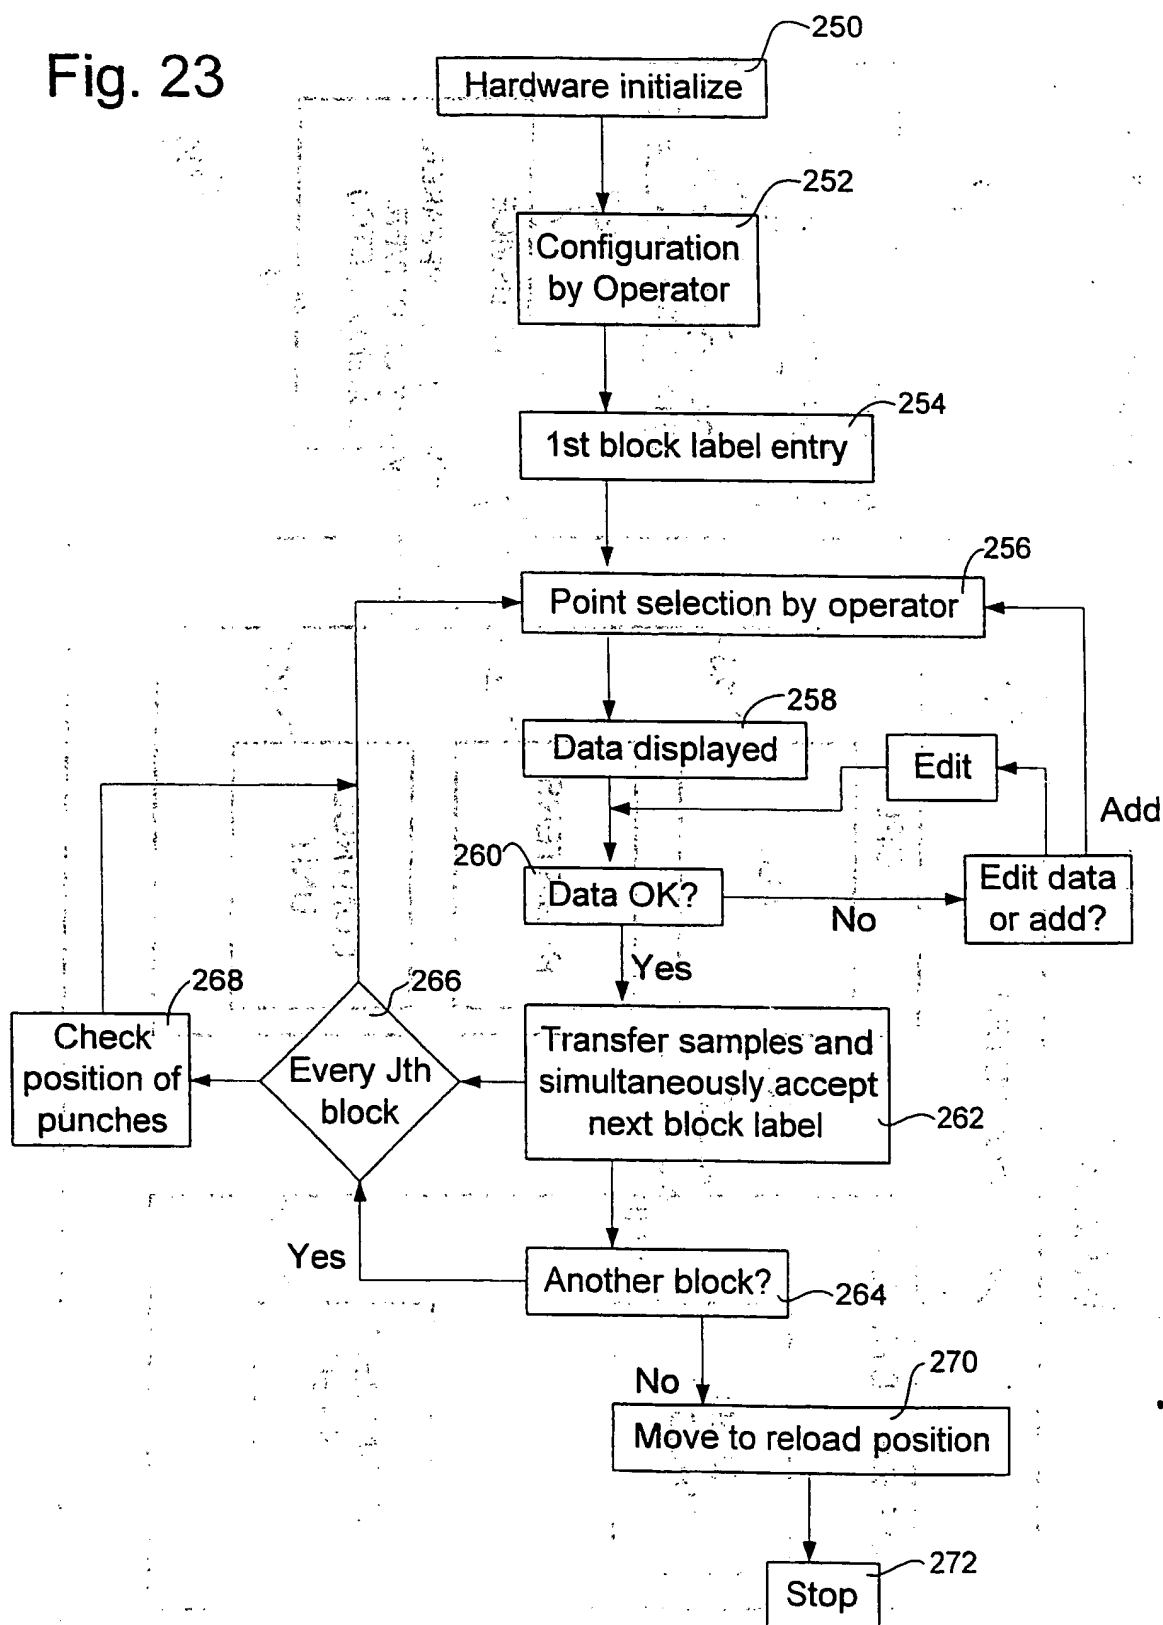 Fig. 23
250
Hardware initialize
252
Configuration
by Operator
254
1st block label entry
256
Point selection by operator
258
Data displayed
Edit
Add
260
Data OK?
No
Edit data
or add?
Yes
268
266
Check
position of
punches
Every Jth
block
Transfer samples and
simultaneously accept
next block label
262
Yes
Another block?
264
No
270
Move to reload position
272
Stop